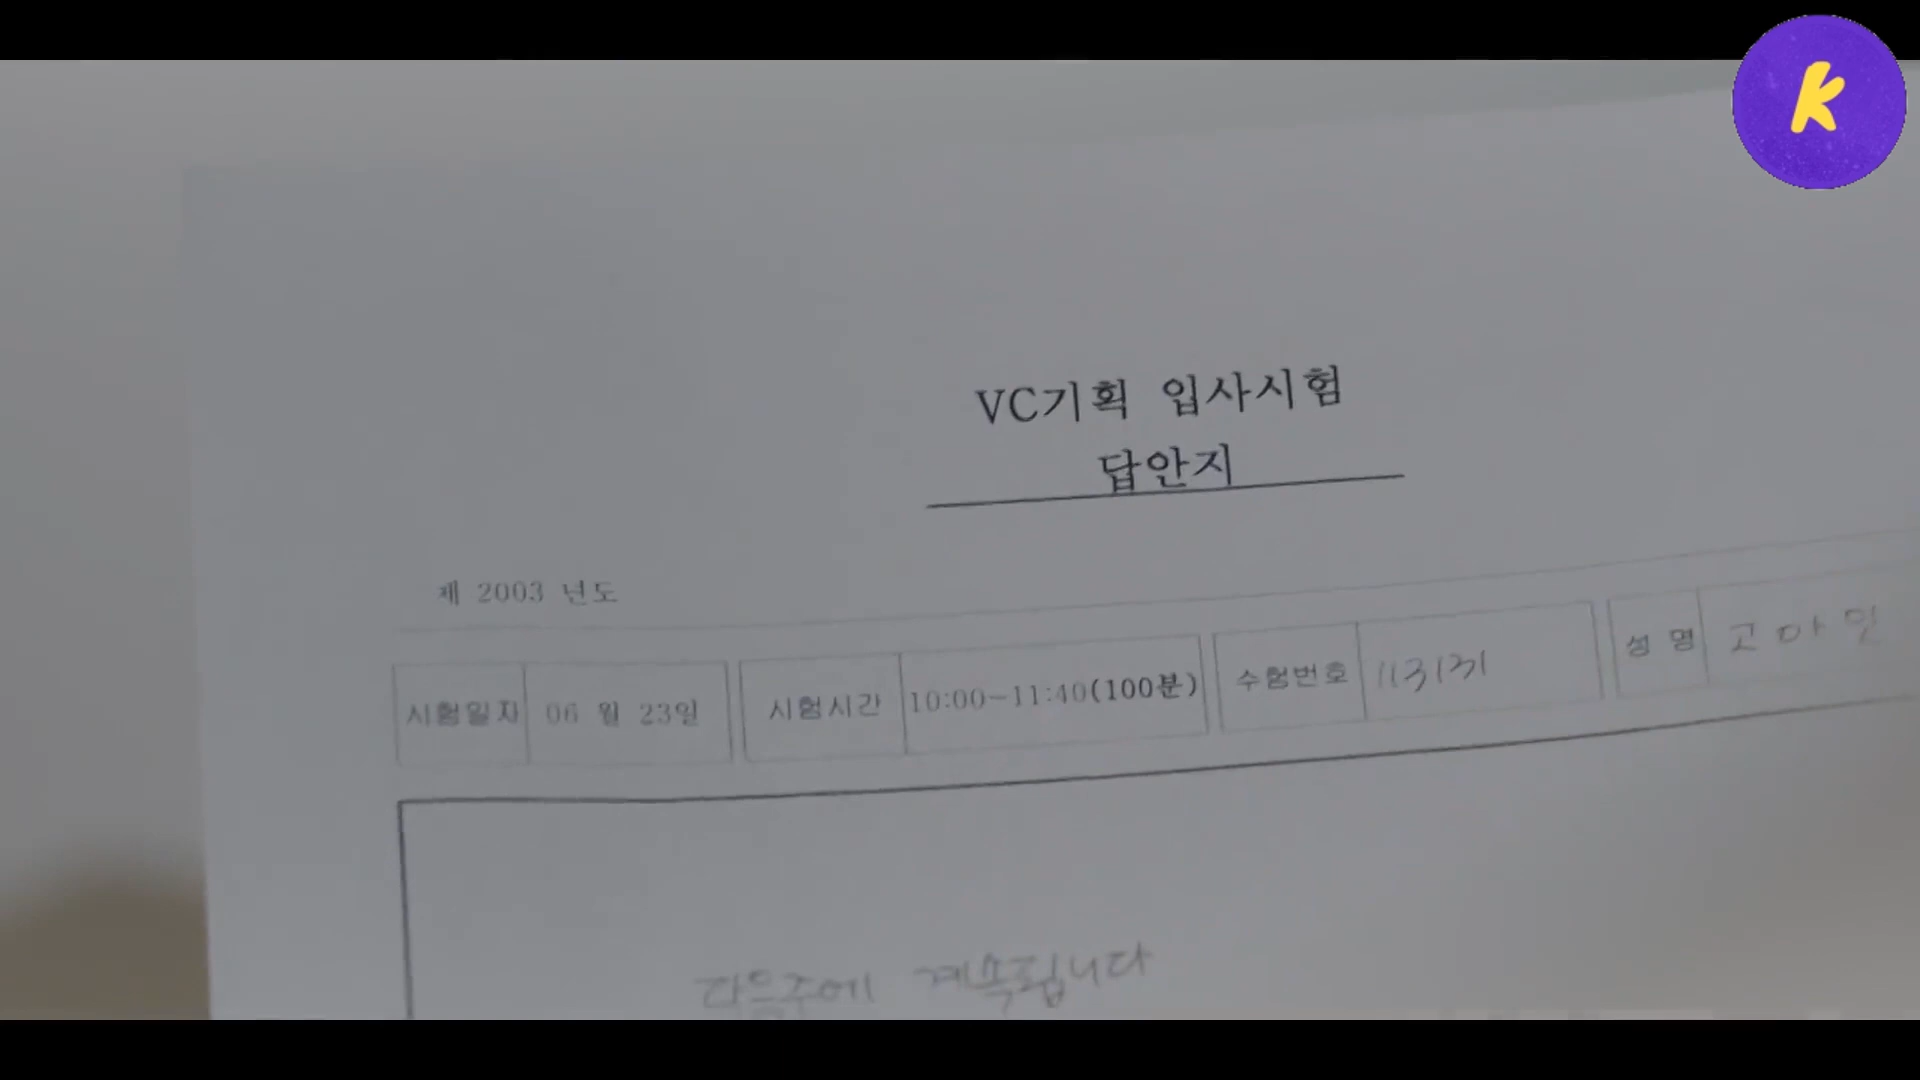 K
VC기획 입사시험
답안지
제 2003 년도
시험일자 06 월 23일 시험시간 10:00-11:40(100분) 수험번호 113131 성 명 고아인
다음주에 계속됩니다